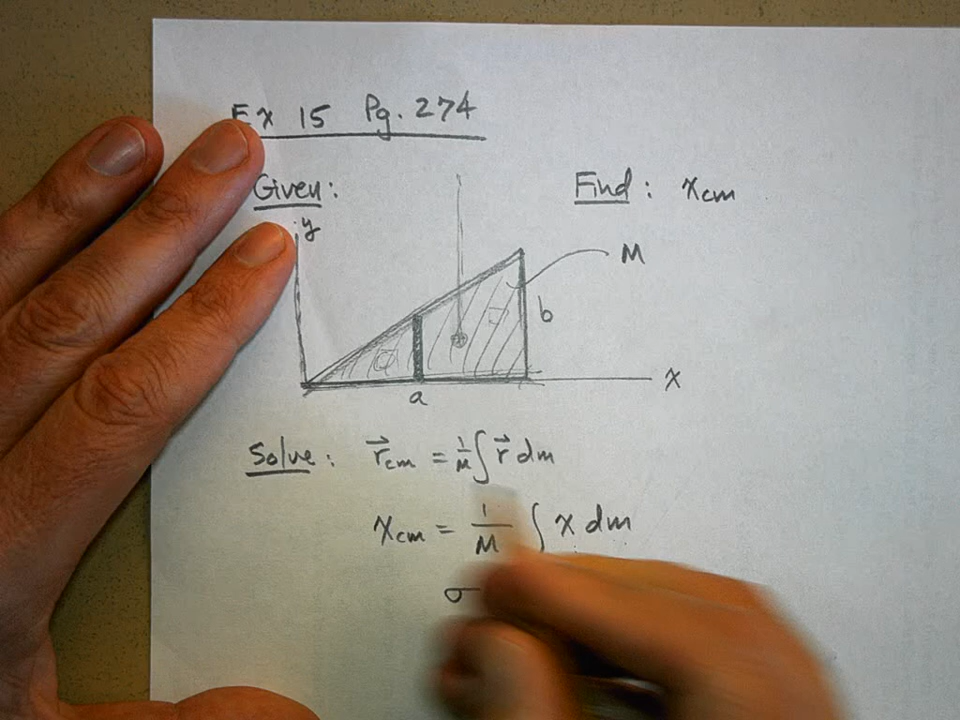 Ex 15 Pg. 274
Given:
Find: xcm
y
M
b
x
a
Solve: r⃗cm = 1/M ∫ r⃗ dm
xcm = 1/M ∫ x dm
σ